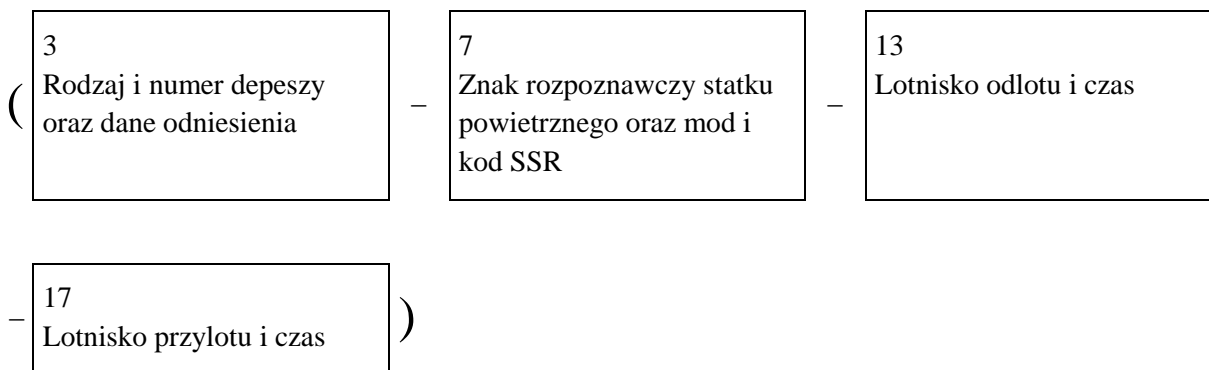 (
3
Rodzaj i numer depeszy
oraz dane odniesienia
–
7
Znak rozpoznawczy statku
powietrznego oraz mod i
kod SSR
–
13
Lotnisko odlotu i czas
–
17
Lotnisko przylotu i czas
)